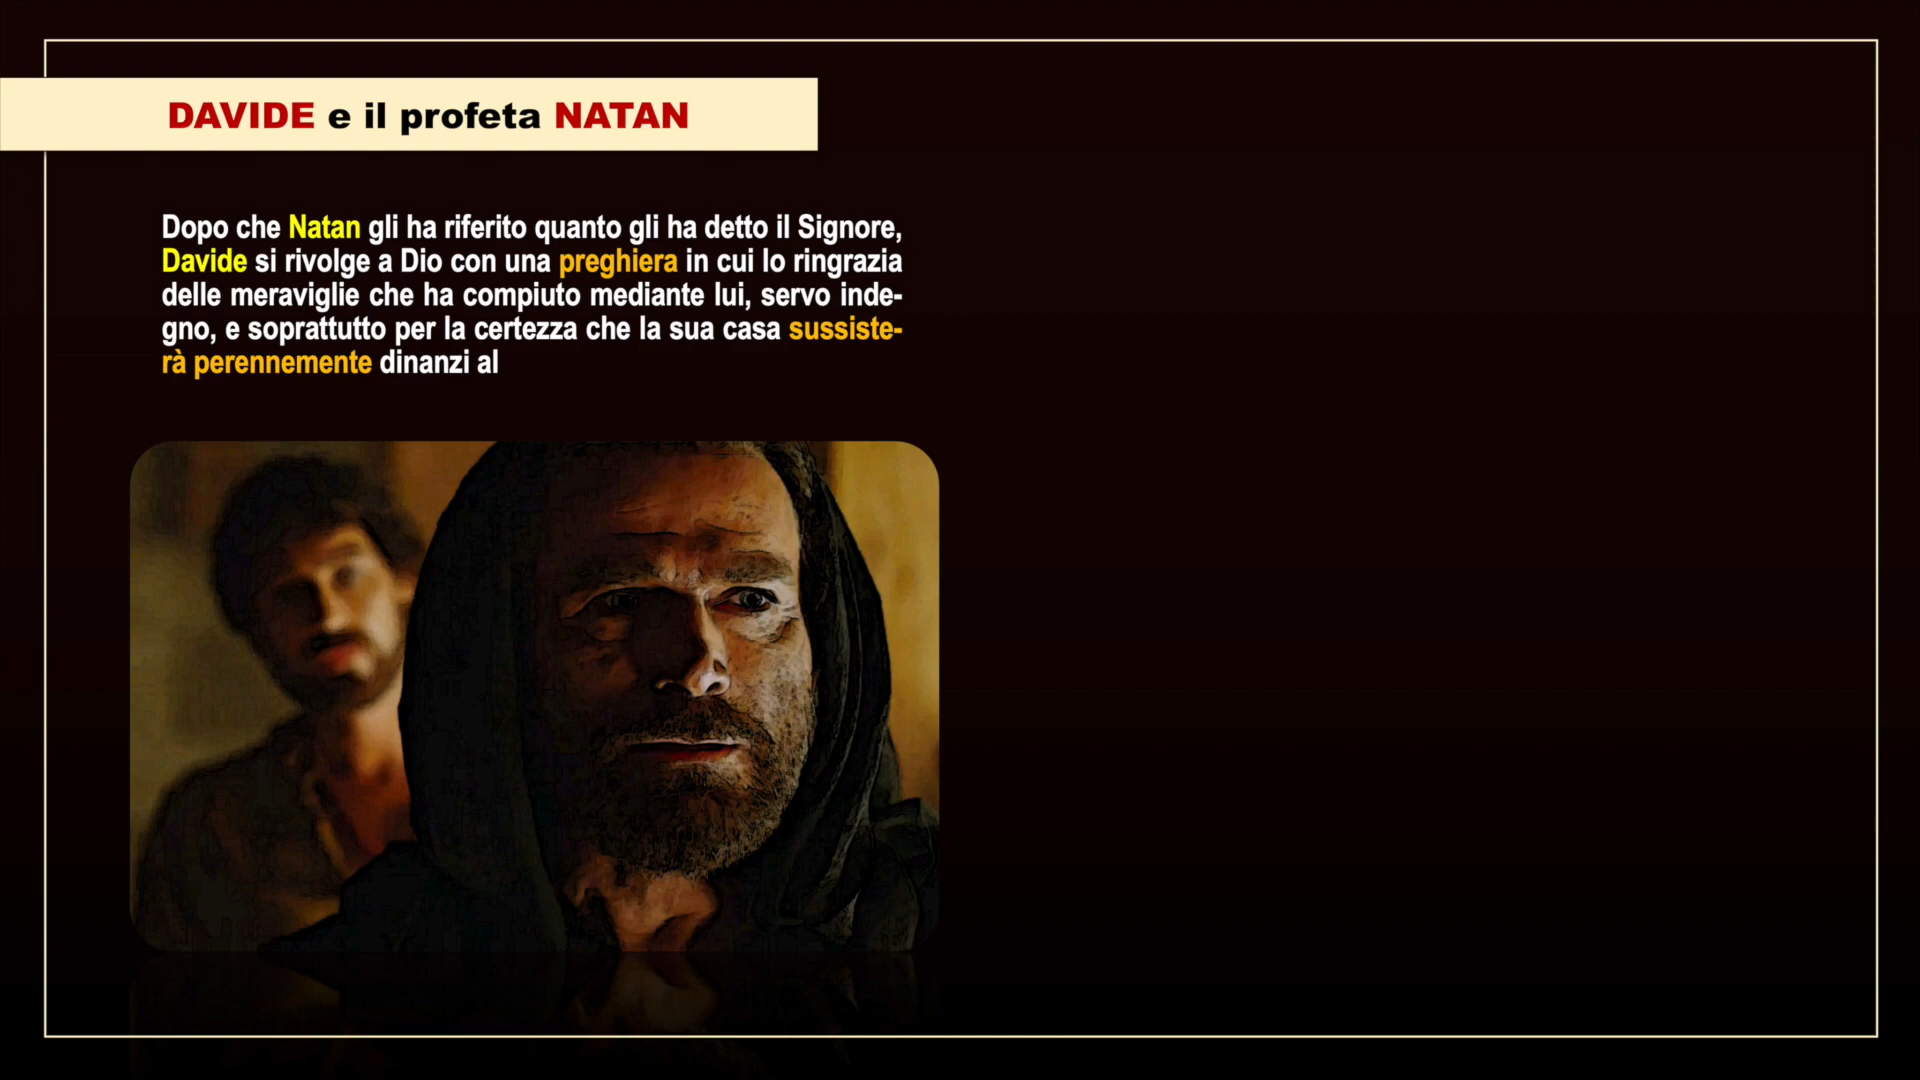 DAVIDE e il profeta NATAN
Dopo che Natan gli ha riferito quanto gli ha detto il Signore,
Davide si rivolge a Dio con una preghiera in cui lo ringrazia
delle meraviglie che ha compiuto mediante lui, servo inde-
gno, e soprattutto per la certezza che la sua casa sussiste-
rà perennemente dinanzi al